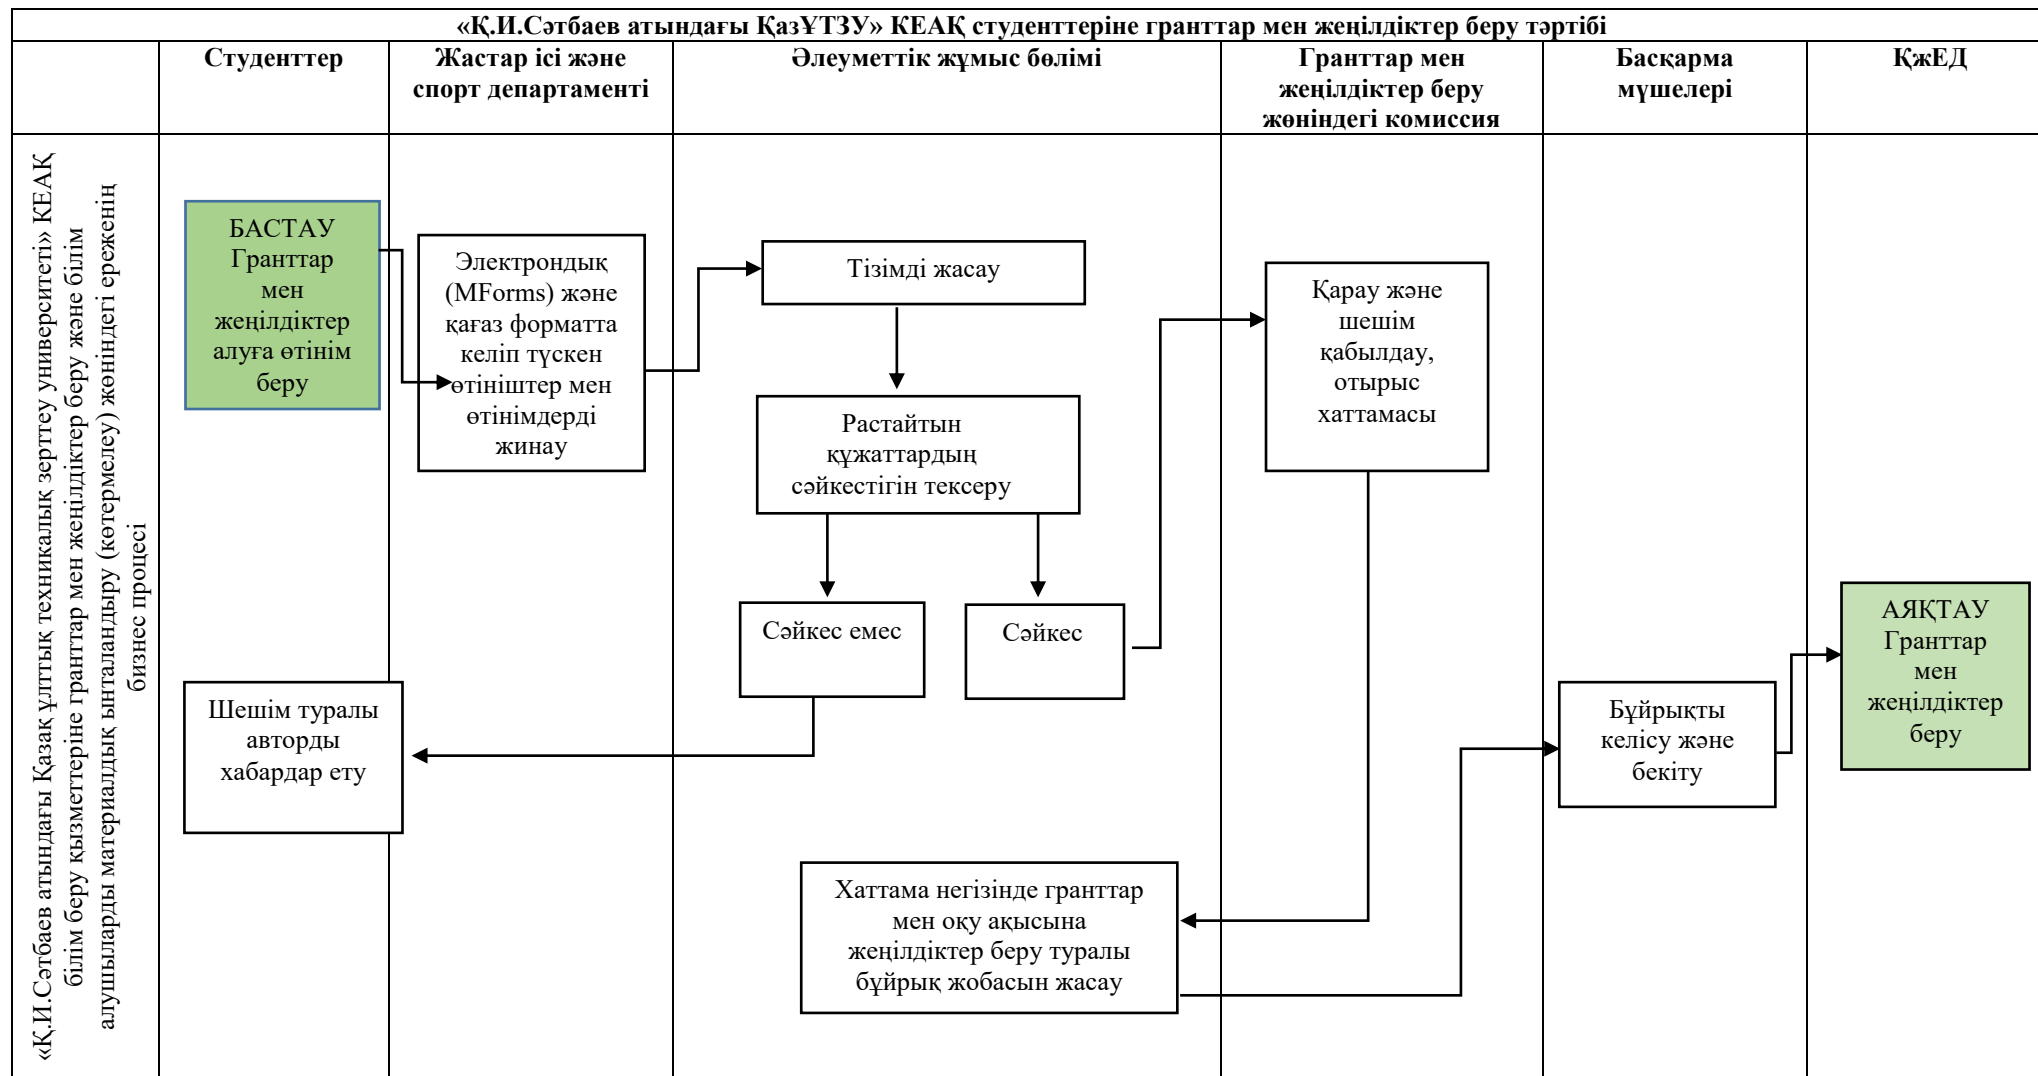 «Қ.И.Сәтбаев атындағы ҚазҰТЗУ» КЕАҚ студенттеріне гранттар мен жеңілдіктер беру тәртібі
Студенттер
Жастар ісі және
спорт департаменті
Әлеуметтік жұмыс бөлімі
Гранттар мен
жеңілдіктер беру
жөніндегі комиссия
Басқарма
мүшелері
ҚжЕД
«Қ.И.Сәтбаев атындағы Қазақ ұлттық техникалық зерттеу университеті» КЕАҚ
білім беру қызметтеріне гранттар мен жеңілдіктер беру және білім
алушыларды материалдық ынталандыру (көтермелеу) жөніндегі ереженің
бизнес процесі
БАСТАУ
Гранттар
мен
жеңілдіктер
алуға өтінім
беру
Электрондық
(MForms) және
қағаз форматта
келіп түскен
өтініштер мен
өтінімдерді
жинау
Тізімді жасау
Растайтын
құжаттардың
сәйкестігін тексеру
Сәйкес емес
Сәйкес
Қарау және
шешім
қабылдау,
отырыс
хаттамасы
Шешім туралы
авторды
хабардар ету
Хаттама негізінде гранттар
мен оқу ақысына
жеңілдіктер беру туралы
бұйрық жобасын жасау
Бұйрықты
келісу және
бекіту
АЯҚТАУ
Гранттар
мен
жеңілдіктер
беру